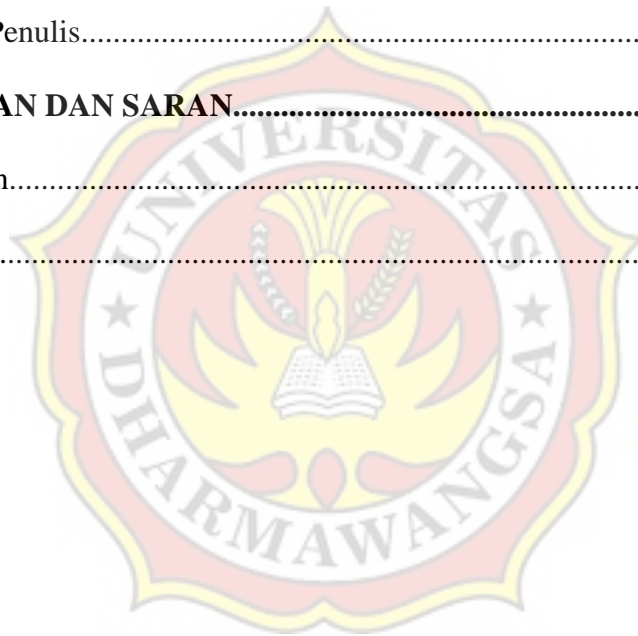 Penulis....................................................................
AN DAN SARAN..................................................
n..............................................................................
................................................................................
UNIVERSITAS
DHARMAWANGSA